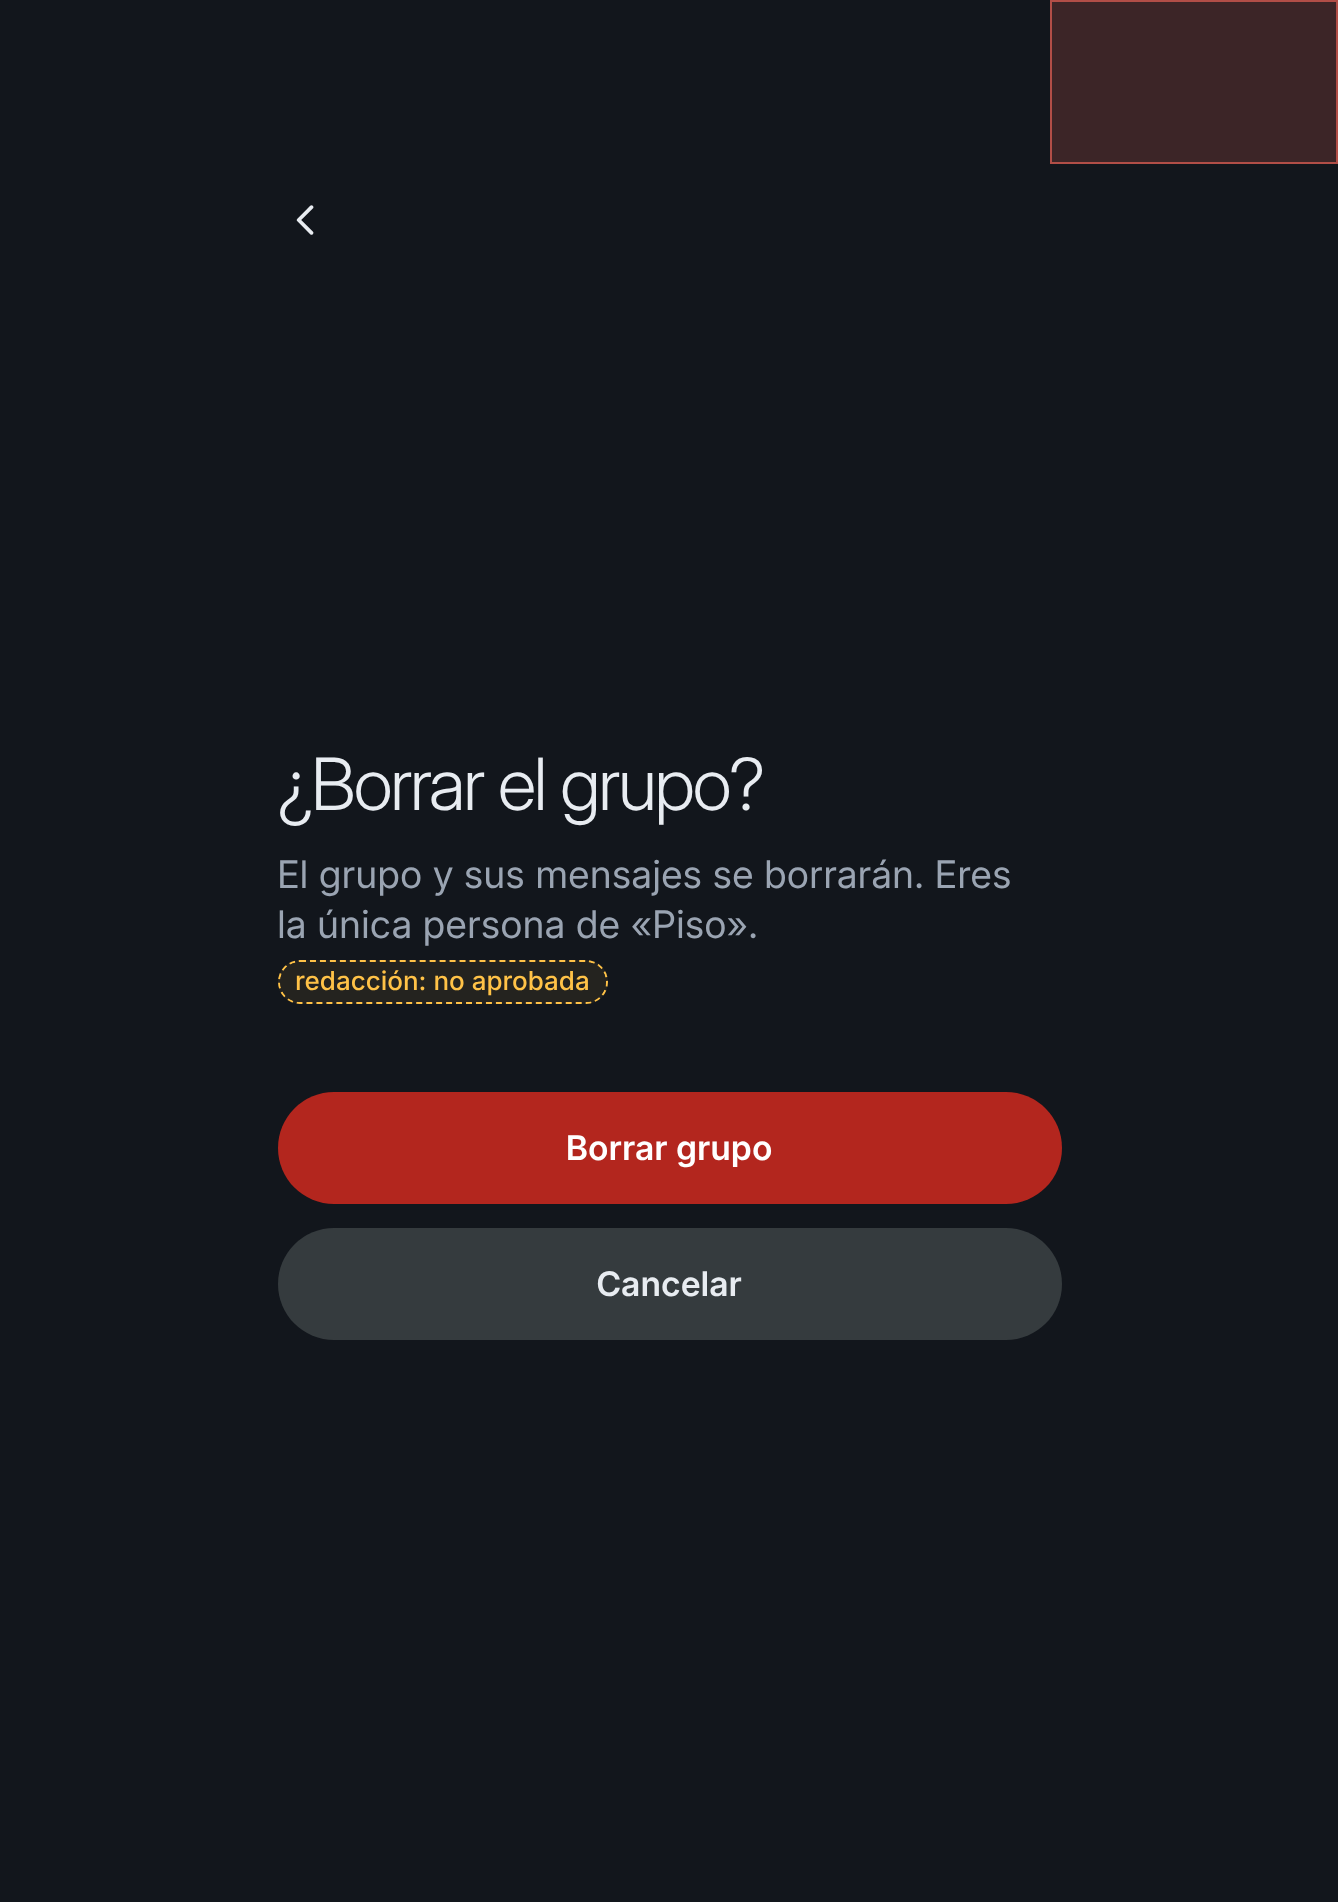 ¿Borrar el grupo?
El grupo y sus mensajes se borrarán. Eres
la única persona de «Piso».
redacción: no aprobada
Borrar grupo
Cancelar